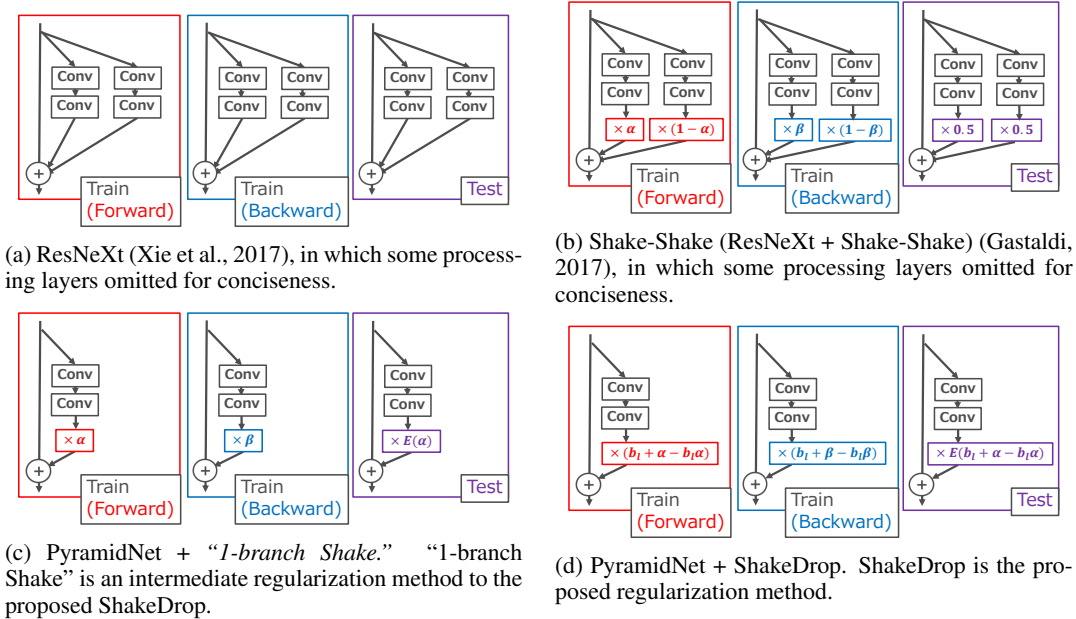 Conv Conv
Conv Conv
+
Train
(Forward)
Conv Conv
Conv Conv
+
Train
(Backward)
Conv Conv
Conv Conv
+
Test
(a) ResNeXt (Xie et al., 2017), in which some process-
ing layers omitted for conciseness.
Conv Conv
Conv Conv
× α × (1 − α)
+
Train
(Forward)
Conv Conv
Conv Conv
× β × (1 − β)
+
Train
(Backward)
Conv Conv
Conv Conv
× 0.5 × 0.5
+
Test
(b) Shake-Shake (ResNeXt + Shake-Shake) (Gastaldi,
2017), in which some processing layers omitted for
conciseness.
Conv
Conv
× α
+
Train
(Forward)
Conv
Conv
× β
+
Train
(Backward)
Conv
Conv
× E(α)
+
Test
(c) PyramidNet + “1-branch Shake.” “1-branch
Shake” is an intermediate regularization method to the
proposed ShakeDrop.
Conv
Conv
× (bₗ + α − bₗα)
+
Train
(Forward)
Conv
Conv
× (bₗ + β − bₗβ)
+
Train
(Backward)
Conv
Conv
× E(bₗ + α − bₗα)
+
Test
(d) PyramidNet + ShakeDrop. ShakeDrop is the pro-
posed regularization method.